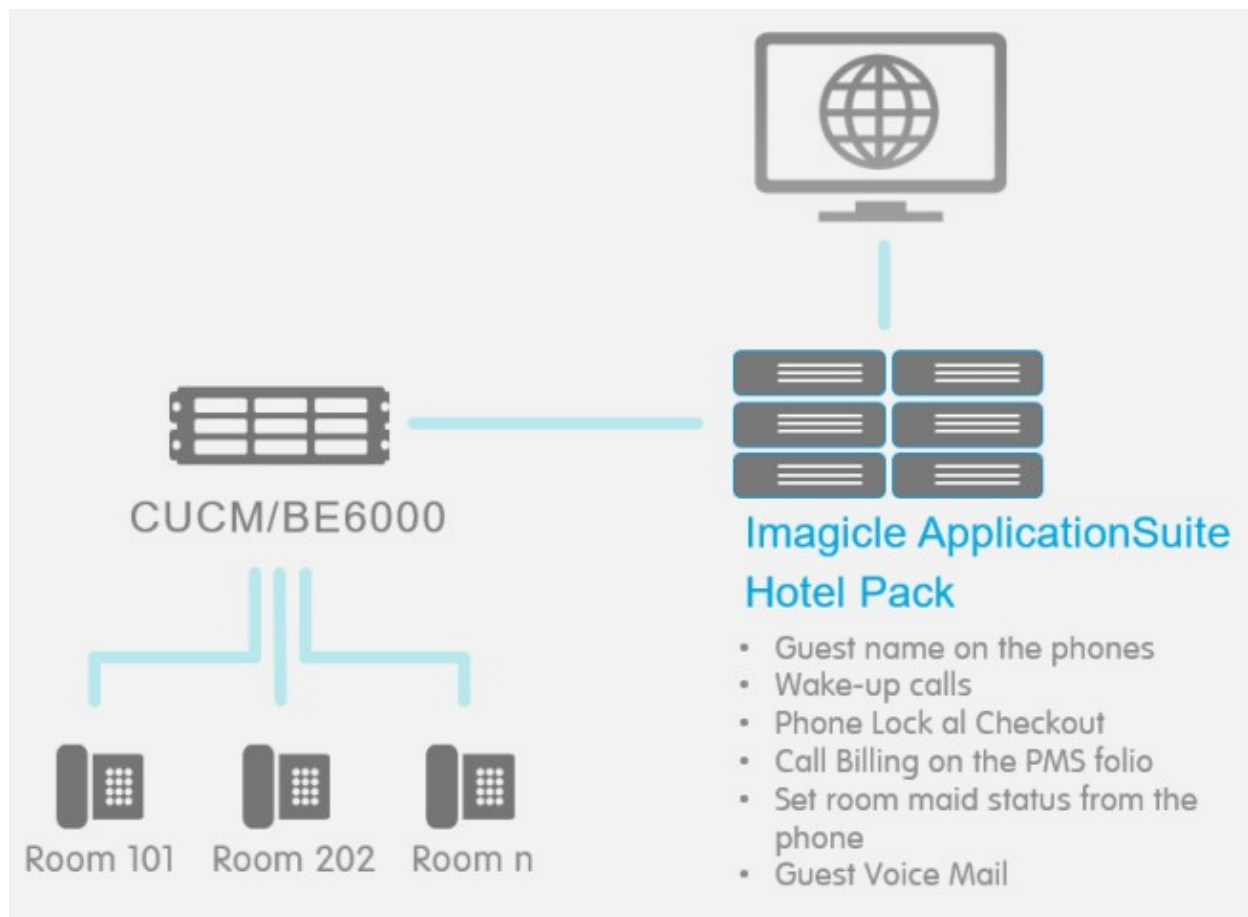 CUCM/BE6000
Room 101
Room 202
Room n
Imagicle ApplicationSuite
Hotel Pack
• Guest name on the phones
• Wake-up calls
• Phone Lock al Checkout
• Call Billing on the PMS folio
• Set room maid status from the
phone
• Guest Voice Mail